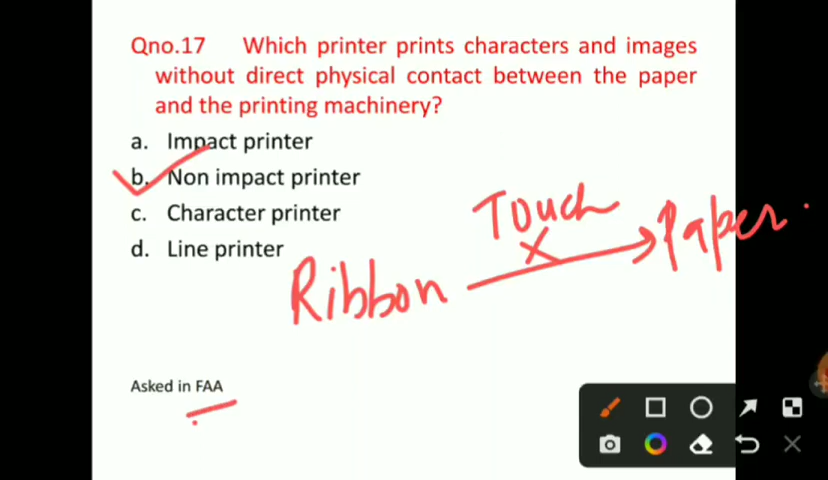 Qno.17 Which printer prints characters and images
without direct physical contact between the paper
and the printing machinery?
a. Impact printer
b. Non impact printer
c. Character printer
d. Line printer
Touch
Ribbon Paper
Asked in FAA